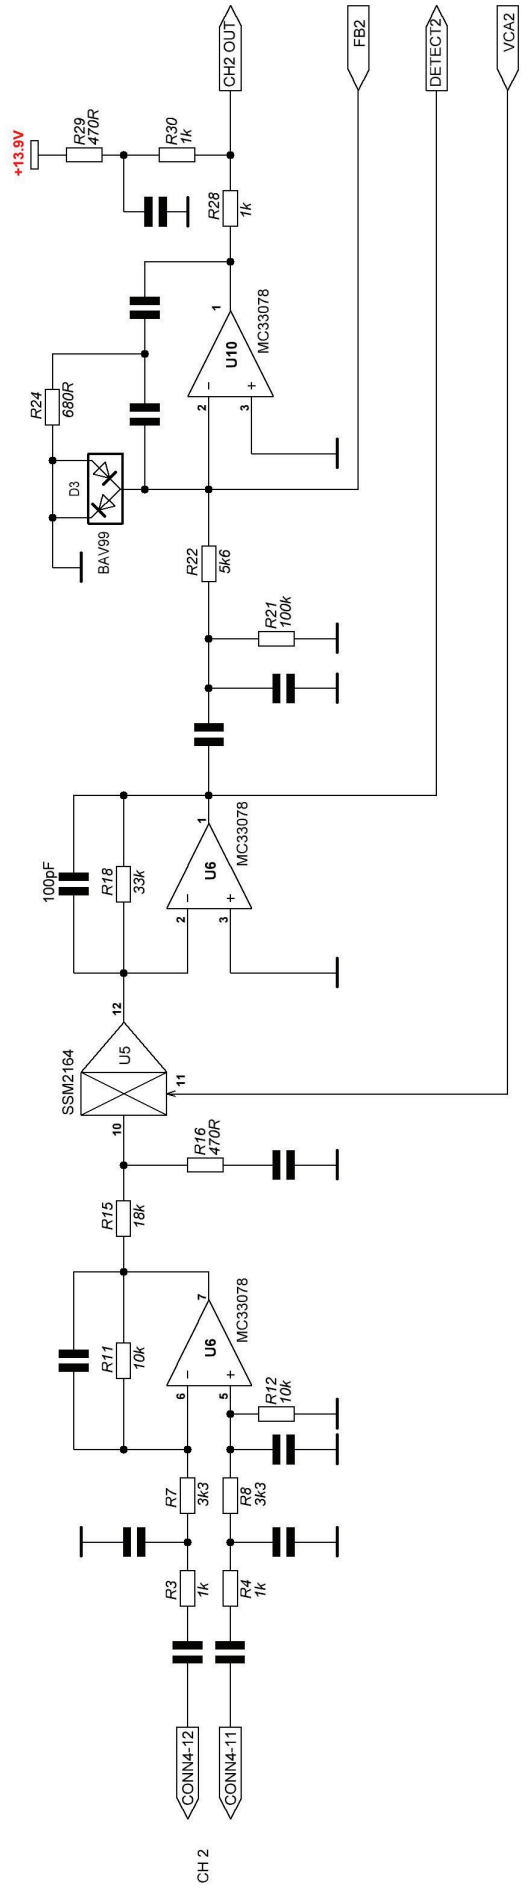 CH 2
CONN4-12
CONN4-11
R3
1k
R4
1k
R7
3k3
R8
3k3
R12
10k
6
5
−
+
U6
7
MC33078
R11
10k
R15
18k
R16
470R
10
SSM2164
U5
11
12
100pF
R18
33k
2
3
−
+
U6
1
MC33078
R21
100k
R22
5k6
BAV99
D3
R24
680R
2
3
−
+
U10
1
MC33078
R28
1k
+13.9V
R29
470R
R30
1k
CH2 OUT
FB2
DETECT2
VCA2